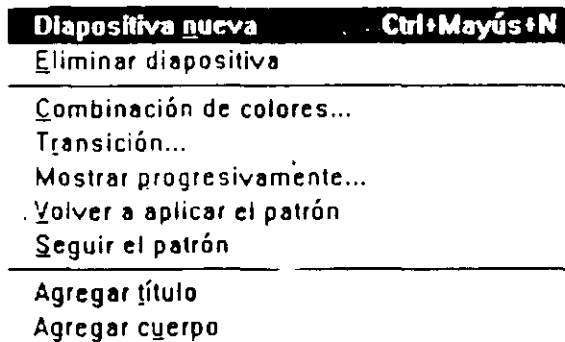 Diapositiva nueva Ctrl+Mayús+N
Eliminar diapositiva
Combinación de colores...
Transición...
Mostrar progresivamente...
Volver a aplicar el patrón
Seguir el patrón
Agregar título
Agregar cuerpo